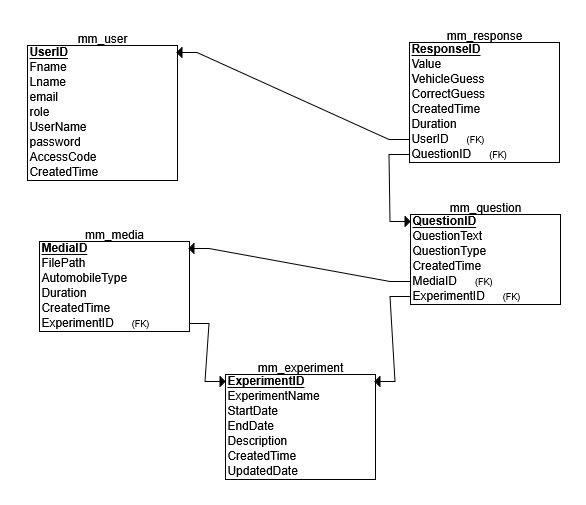 mm_user
UserID
Fname
Lname
email
role
UserName
password
AccessCode
CreatedTime
mm_response
ResponseID
Value
VehicleGuess
CorrectGuess
CreatedTime
Duration
UserID (FK)
QuestionID (FK)
mm_media
MediaID
FilePath
AutomobileType
Duration
CreatedTime
ExperimentID (FK)
mm_question
QuestionID
QuestionText
QuestionType
CreatedTime
MediaID (FK)
ExperimentID (FK)
mm_experiment
ExperimentID
ExperimentName
StartDate
EndDate
Description
CreatedTime
UpdatedDate